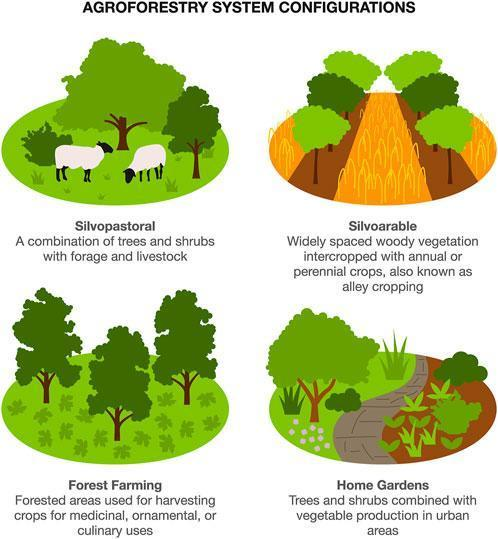 AGROFORESTRY SYSTEM CONFIGURATIONS
Silvopastoral
A combination of trees and shrubs
with forage and livestock
Silvoarable
Widely spaced woody vegetation
intercropped with annual or
perennial crops, also known as
alley cropping
Forest Farming
Forested areas used for harvesting
crops for medicinal, ornamental, or
culinary uses
Home Gardens
Trees and shrubs combined with
vegetable production in urban
areas